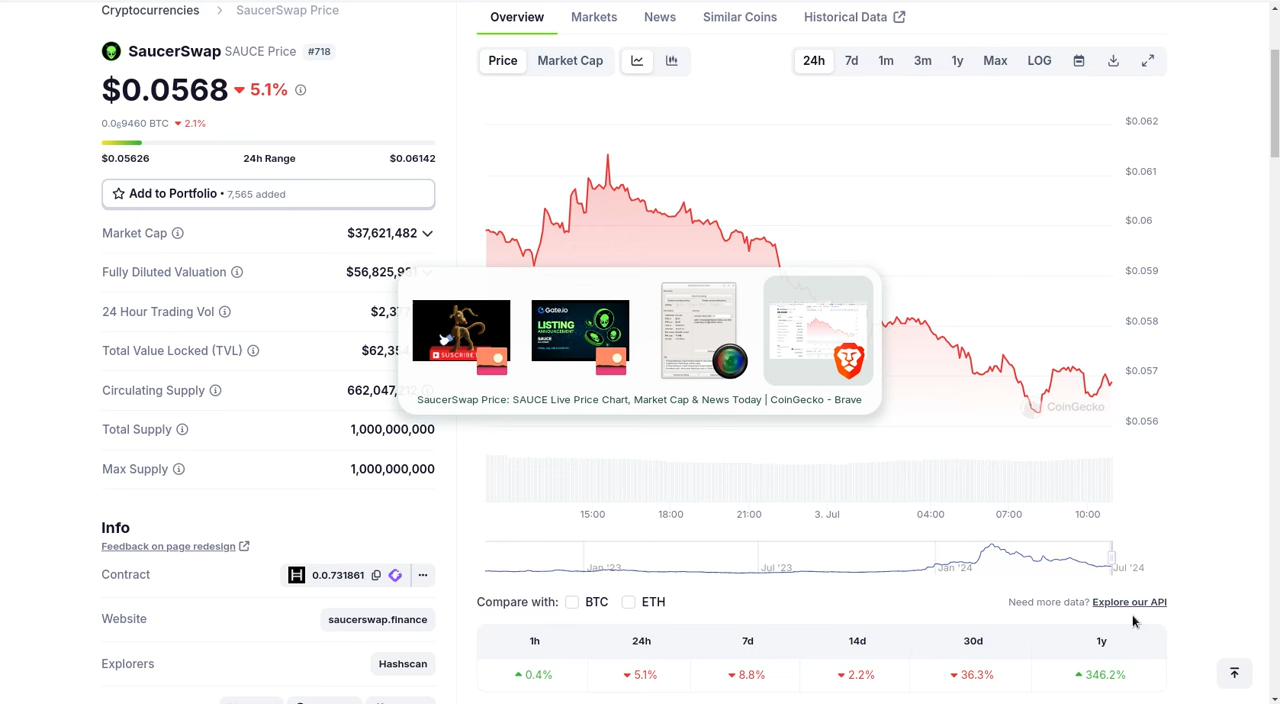 Cryptocurrencies > SaucerSwap Price
SaucerSwap SAUCE Price #718
$0.0568 5.1%
0.0₆9460 BTC 2.1%
$0.05626 24h Range $0.06142
Add to Portfolio • 7,565 added
Market Cap $37,621,482
Fully Diluted Valuation $56,825,9
24 Hour Trading Vol $2,3
Total Value Locked (TVL) $62,35
Circulating Supply 662,047,
Total Supply 1,000,000,000
Max Supply 1,000,000,000
Info
Feedback on page redesign
Contract 0.0.731861
Website saucerswap.finance
Explorers Hashscan
Overview Markets News Similar Coins Historical Data
Price Market Cap 24h 7d 1m 3m 1y Max LOG
$0.062
$0.061
$0.06
$0.059
$0.058
$0.057
$0.056
CoinGecko
Gate.io
LISTING
ANNOUNCEMENT
SAUCE
SUBSCRIBE
SaucerSwap Price: SAUCE Live Price Chart, Market Cap & News Today | CoinGecko - Brave
15:00 18:00 21:00 3. Jul 04:00 07:00 10:00
Jan '23 Jul '23 Jan '24 Jul '24
Compare with: BTC ETH Need more data? Explore our API
1h 24h 7d 14d 30d 1y
0.4% 5.1% 8.8% 2.2% 36.3% 346.2%